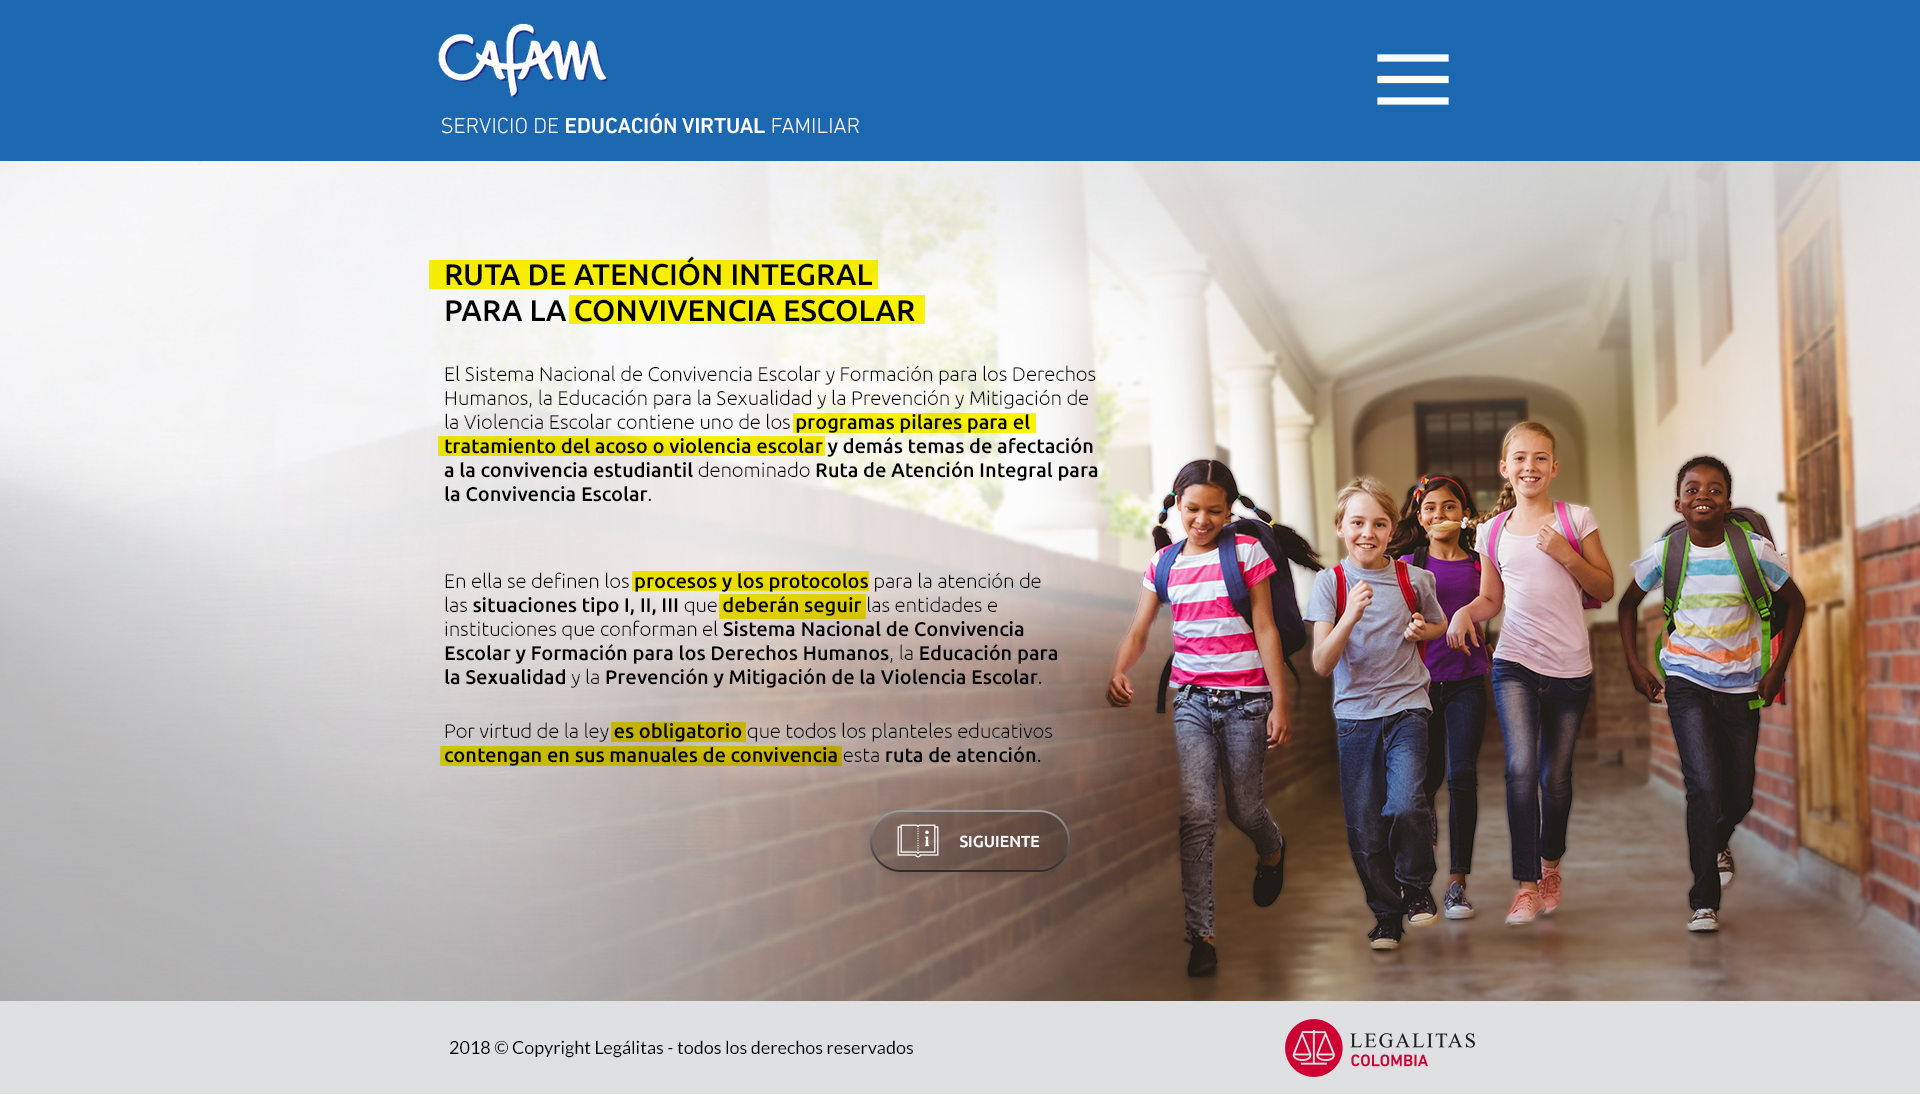 CAFAM
SERVICIO DE EDUCACIÓN VIRTUAL FAMILIAR
RUTA DE ATENCIÓN INTEGRAL
PARA LA CONVIVENCIA ESCOLAR
El Sistema Nacional de Convivencia Escolar y Formación para los Derechos
Humanos, la Educación para la Sexualidad y la Prevención y Mitigación de
la Violencia Escolar contiene uno de los programas pilares para el
tratamiento del acoso o violencia escolar y demás temas de afectación
a la convivencia estudiantil denominado Ruta de Atención Integral para
la Convivencia Escolar.
En ella se definen los procesos y los protocolos para la atención de
las situaciones tipo I, II, III que deberán seguir las entidades e
instituciones que conforman el Sistema Nacional de Convivencia
Escolar y Formación para los Derechos Humanos, la Educación para
la Sexualidad y la Prevención y Mitigación de la Violencia Escolar.
Por virtud de la ley es obligatorio que todos los planteles educativos
contengan en sus manuales de convivencia esta ruta de atención.
i SIGUIENTE
2018 © Copyright Legálitas - todos los derechos reservados
LEGALITAS
COLOMBIA